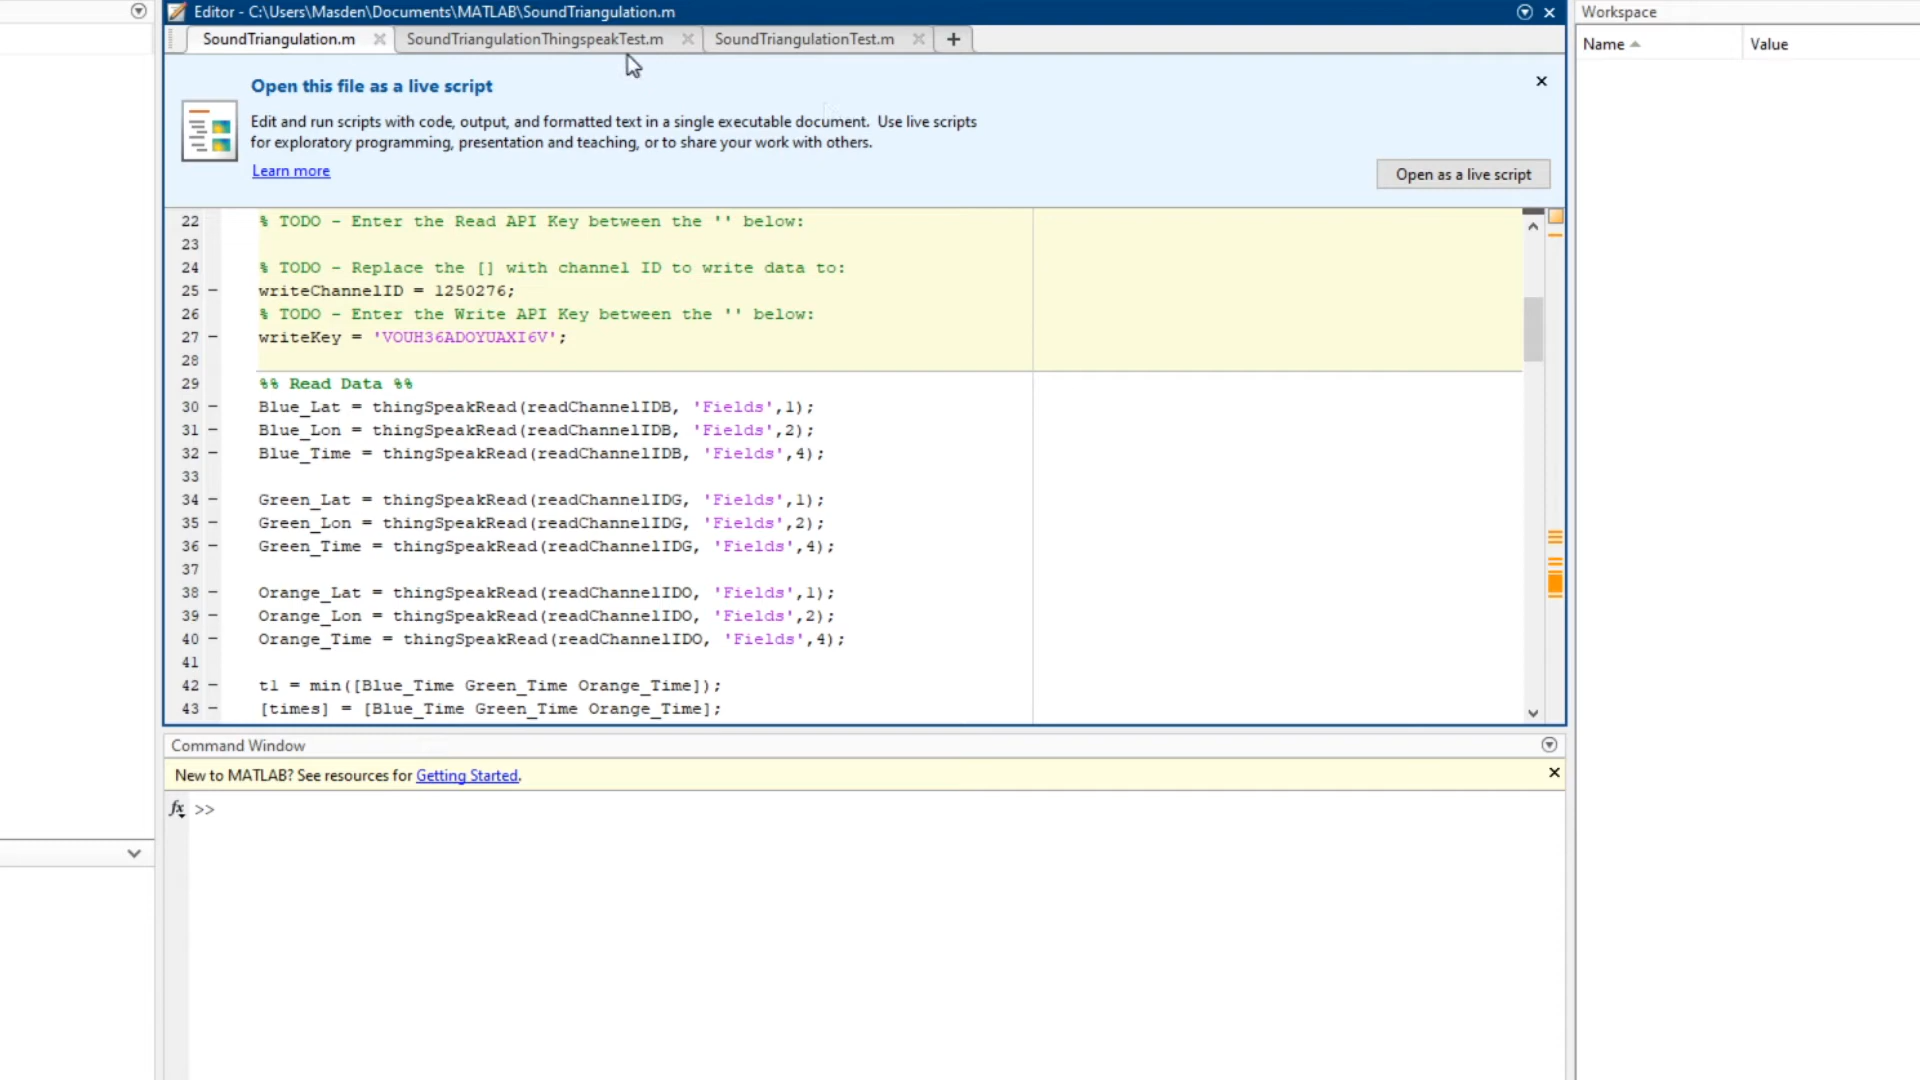 Editor - C:\Users\Masden\Documents\MATLAB\SoundTriangulation.m
Workspace
SoundTriangulation.m
SoundTriangulationThingspeakTest.m
SoundTriangulationTest.m
+
Name
Value
Open this file as a live script
Edit and run scripts with code, output, and formatted text in a single executable document. Use live scripts
for exploratory programming, presentation and teaching, or to share your work with others.
Learn more
Open as a live script
22 % TODO - Enter the Read API Key between the '' below:
23
24 % TODO - Replace the [] with channel ID to write data to:
25 - writeChannelID = 1250276;
26 % TODO - Enter the Write API Key between the '' below:
27 - writeKey = 'VOUH36ADOYUAXI6V';
28
29 %% Read Data %%
30 - Blue_Lat = thingSpeakRead(readChannelIDB, 'Fields',1);
31 - Blue_Lon = thingSpeakRead(readChannelIDB, 'Fields',2);
32 - Blue_Time = thingSpeakRead(readChannelIDB, 'Fields',4);
33
34 - Green_Lat = thingSpeakRead(readChannelIDG, 'Fields',1);
35 - Green_Lon = thingSpeakRead(readChannelIDG, 'Fields',2);
36 - Green_Time = thingSpeakRead(readChannelIDG, 'Fields',4);
37
38 - Orange_Lat = thingSpeakRead(readChannelIDO, 'Fields',1);
39 - Orange_Lon = thingSpeakRead(readChannelIDO, 'Fields',2);
40 - Orange_Time = thingSpeakRead(readChannelIDO, 'Fields',4);
41
42 - t1 = min([Blue_Time Green_Time Orange_Time]);
43 - [times] = [Blue_Time Green_Time Orange_Time];
Command Window
New to MATLAB? See resources for Getting Started.
fx >>